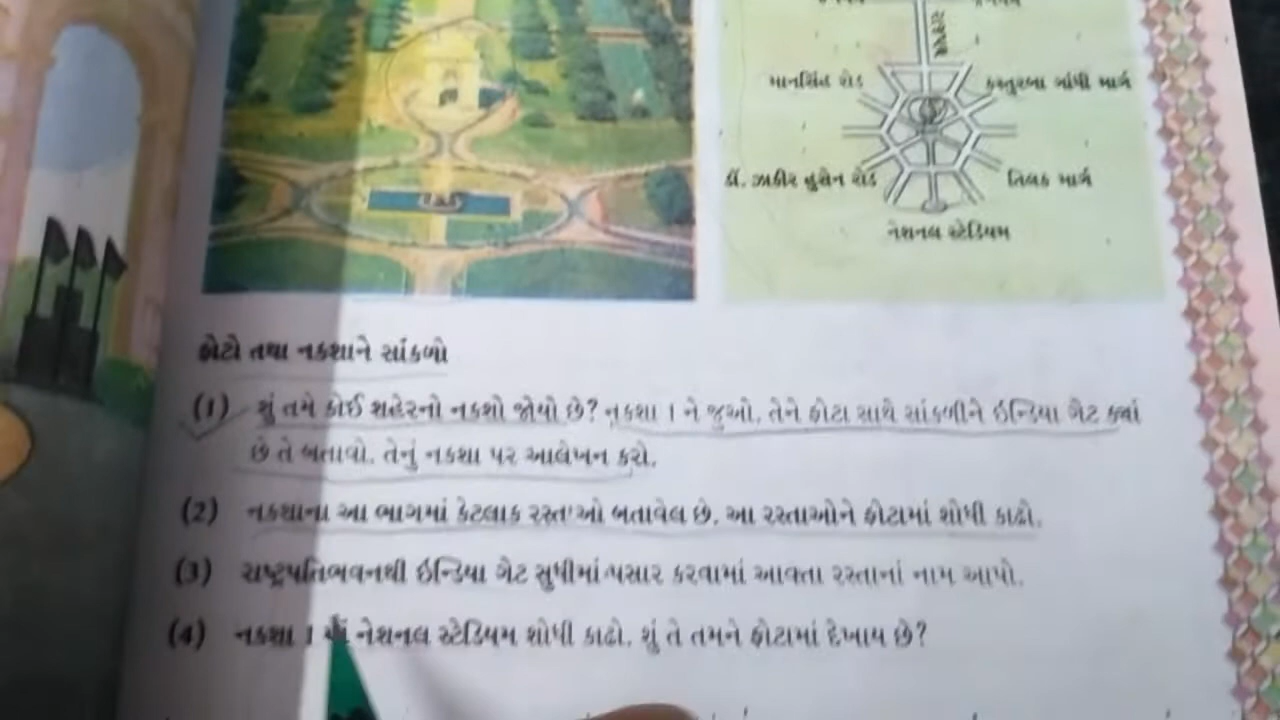 રાજપથ
માનસિંહ રોડ
કસ્તુરબા ગાંધી માર્ગ
ડૉ. ઝાકીર હુસેન રોડ
તિલક માર્ગ
નેશનલ સ્ટેડિયમ
ફોટો તથા નકશાને સાંકળો
(1) શું તમે કોઈ શહેરનો નકશો જોયો છે? નકશા 1 ને જુઓ. તેને ફોટા સાથે સાંકળીને ઇન્ડિયા ગેટ ક્યાં
છે તે બતાવો. તેનું નકશા પર આલેખન કરો.
(2) નકશાના આ ભાગમાં કેટલાક રસ્તાઓ બતાવેલ છે. આ રસ્તાઓને ફોટામાં શોધી કાઢો.
(3) રાષ્ટ્રપતિભવનથી ઇન્ડિયા ગેટ સુધીમાં પસાર કરવામાં આવતા રસ્તાનાં નામ આપો.
(4) નકશા 1 માં નેશનલ સ્ટેડિયમ શોધી કાઢો. શું તે તમને ફોટામાં દેખાય છે?